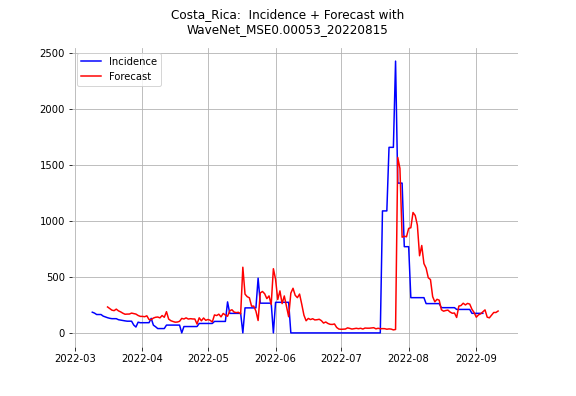 Costa_Rica:  Incidence + Forecast with
WaveNet_MSE0.00053_20220815
Incidence
Forecast
2500
2000
1500
1000
500
0
2022-03 2022-04 2022-05 2022-06 2022-07 2022-08 2022-09